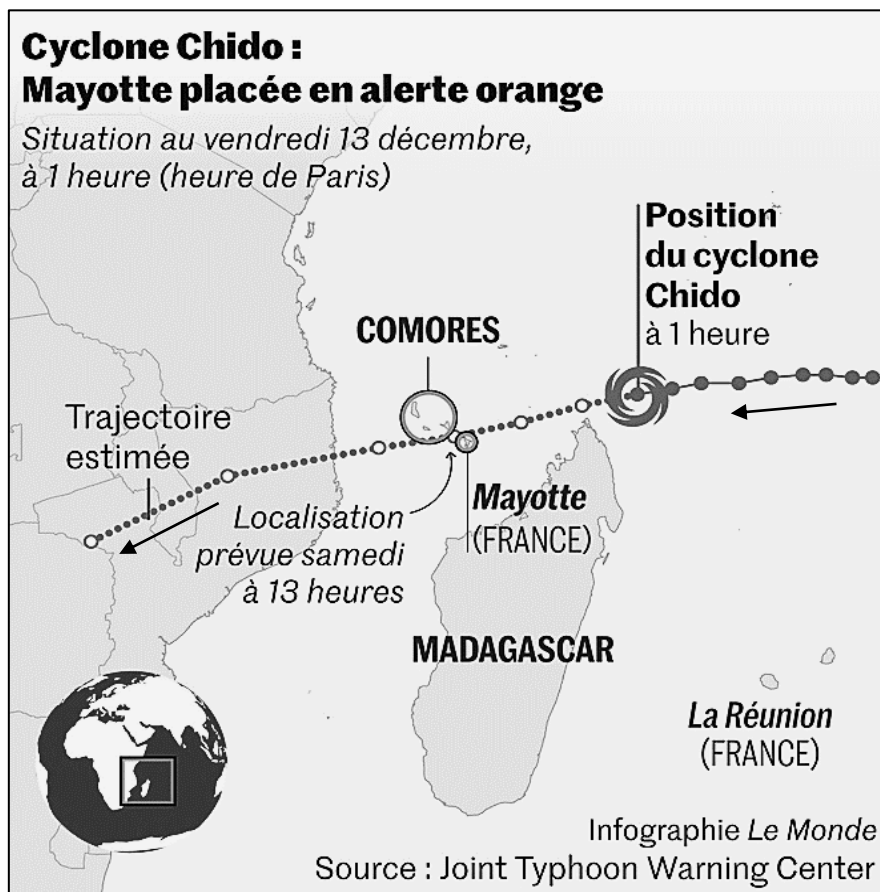 Cyclone Chido :
Mayotte placée en alerte orange
Situation au vendredi 13 décembre,
à 1 heure (heure de Paris)
Position
du cyclone
Chido
à 1 heure
COMORES
Trajectoire
estimée
Mayotte
(FRANCE)
Localisation
prévue samedi
à 13 heures
MADAGASCAR
La Réunion
(FRANCE)
Infographie Le Monde
Source : Joint Typhoon Warning Center